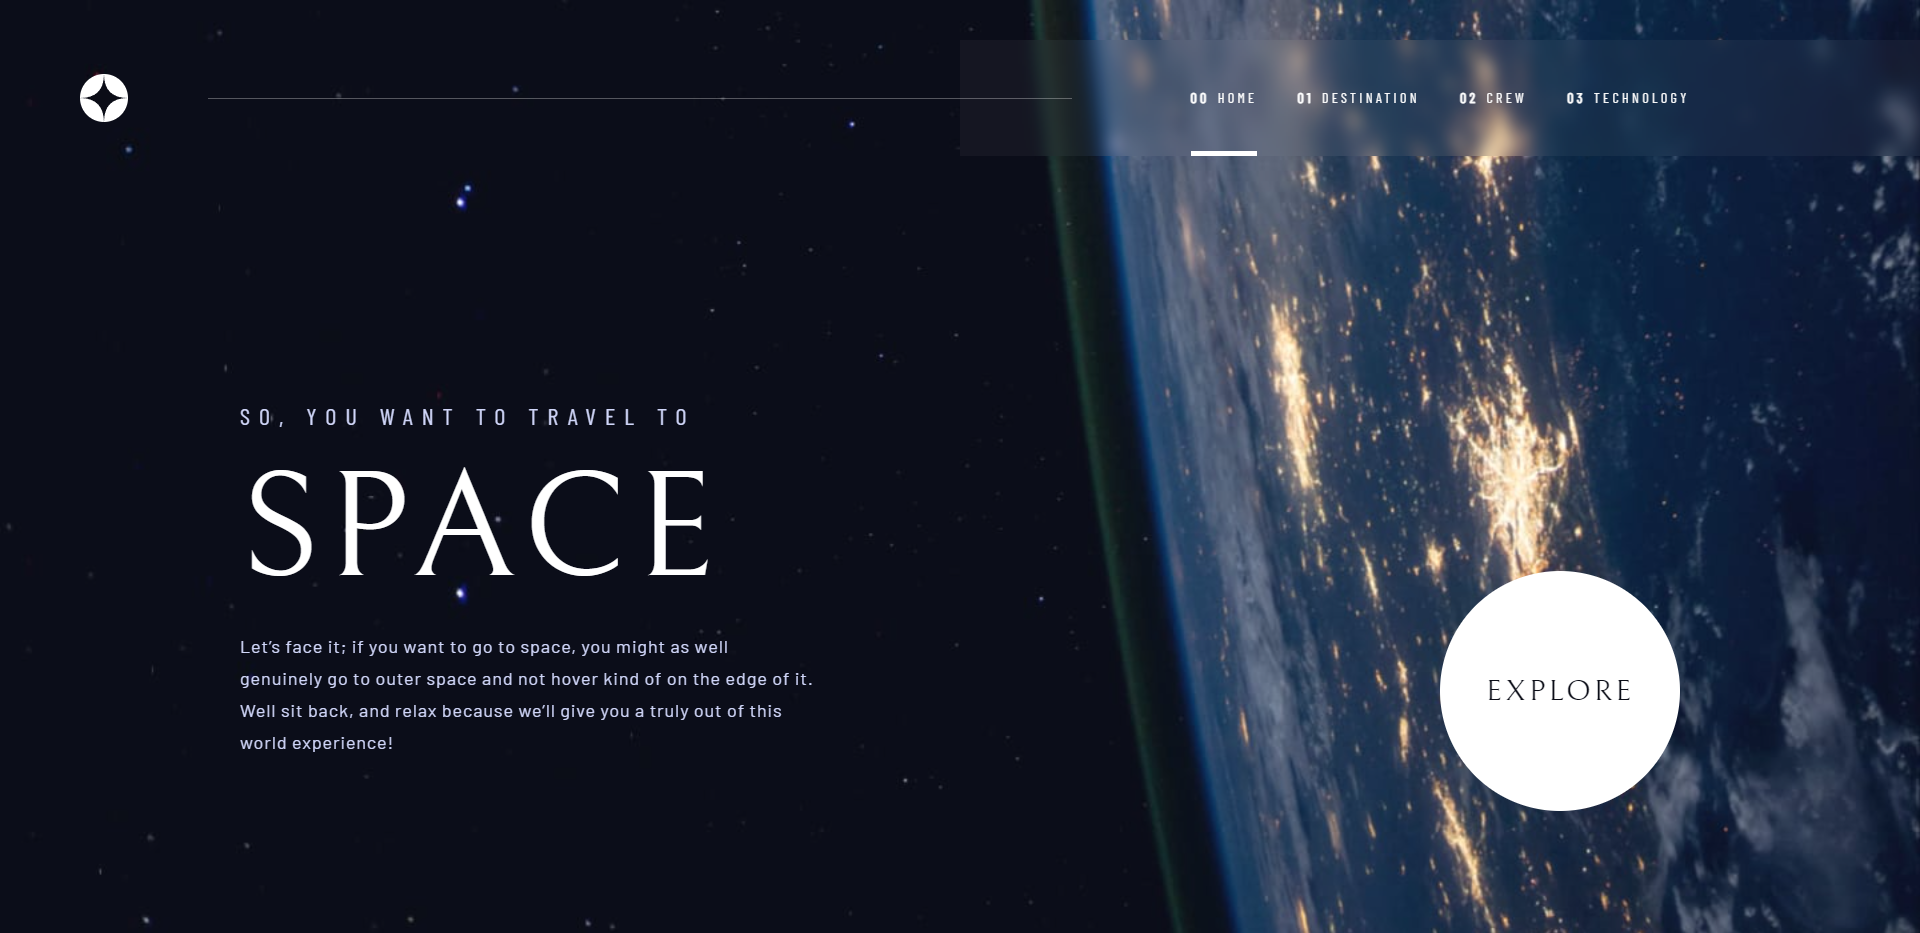 00 HOME 01 DESTINATION 02 CREW 03 TECHNOLOGY
SO, YOU WANT TO TRAVEL TO
SPACE
Let’s face it; if you want to go to space, you might as well
genuinely go to outer space and not hover kind of on the edge of it.
Well sit back, and relax because we’ll give you a truly out of this
world experience!
EXPLORE